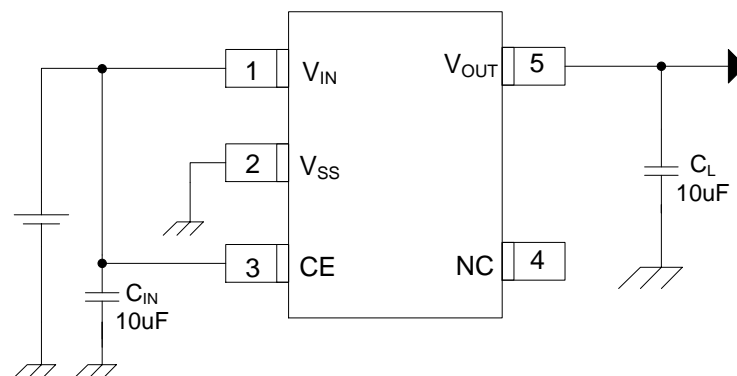 1 V_IN
V_OUT 5
2 V_SS
C_L
10uF
3 CE
NC 4
C_IN
10uF